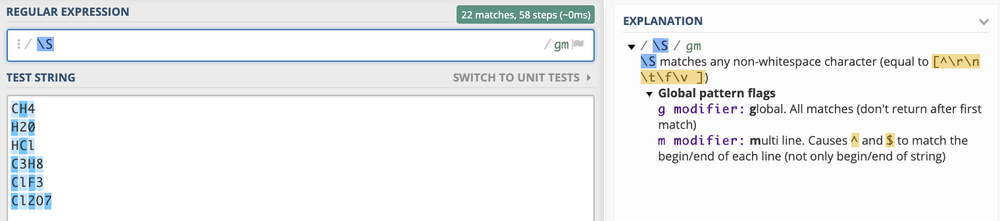 REGULAR EXPRESSION
22 matches, 58 steps (~0ms)
/ \S / gm
TEST STRING
SWITCH TO UNIT TESTS
CH4
H20
HCl
C3H8
ClF3
Cl2O7
EXPLANATION
/ \S / gm
\S matches any non-whitespace character (equal to [^\r\n
\t\f\v ])
Global pattern flags
g modifier: global. All matches (don't return after first
match)
m modifier: multi line. Causes ^ and $ to match the
begin/end of each line (not only begin/end of string)